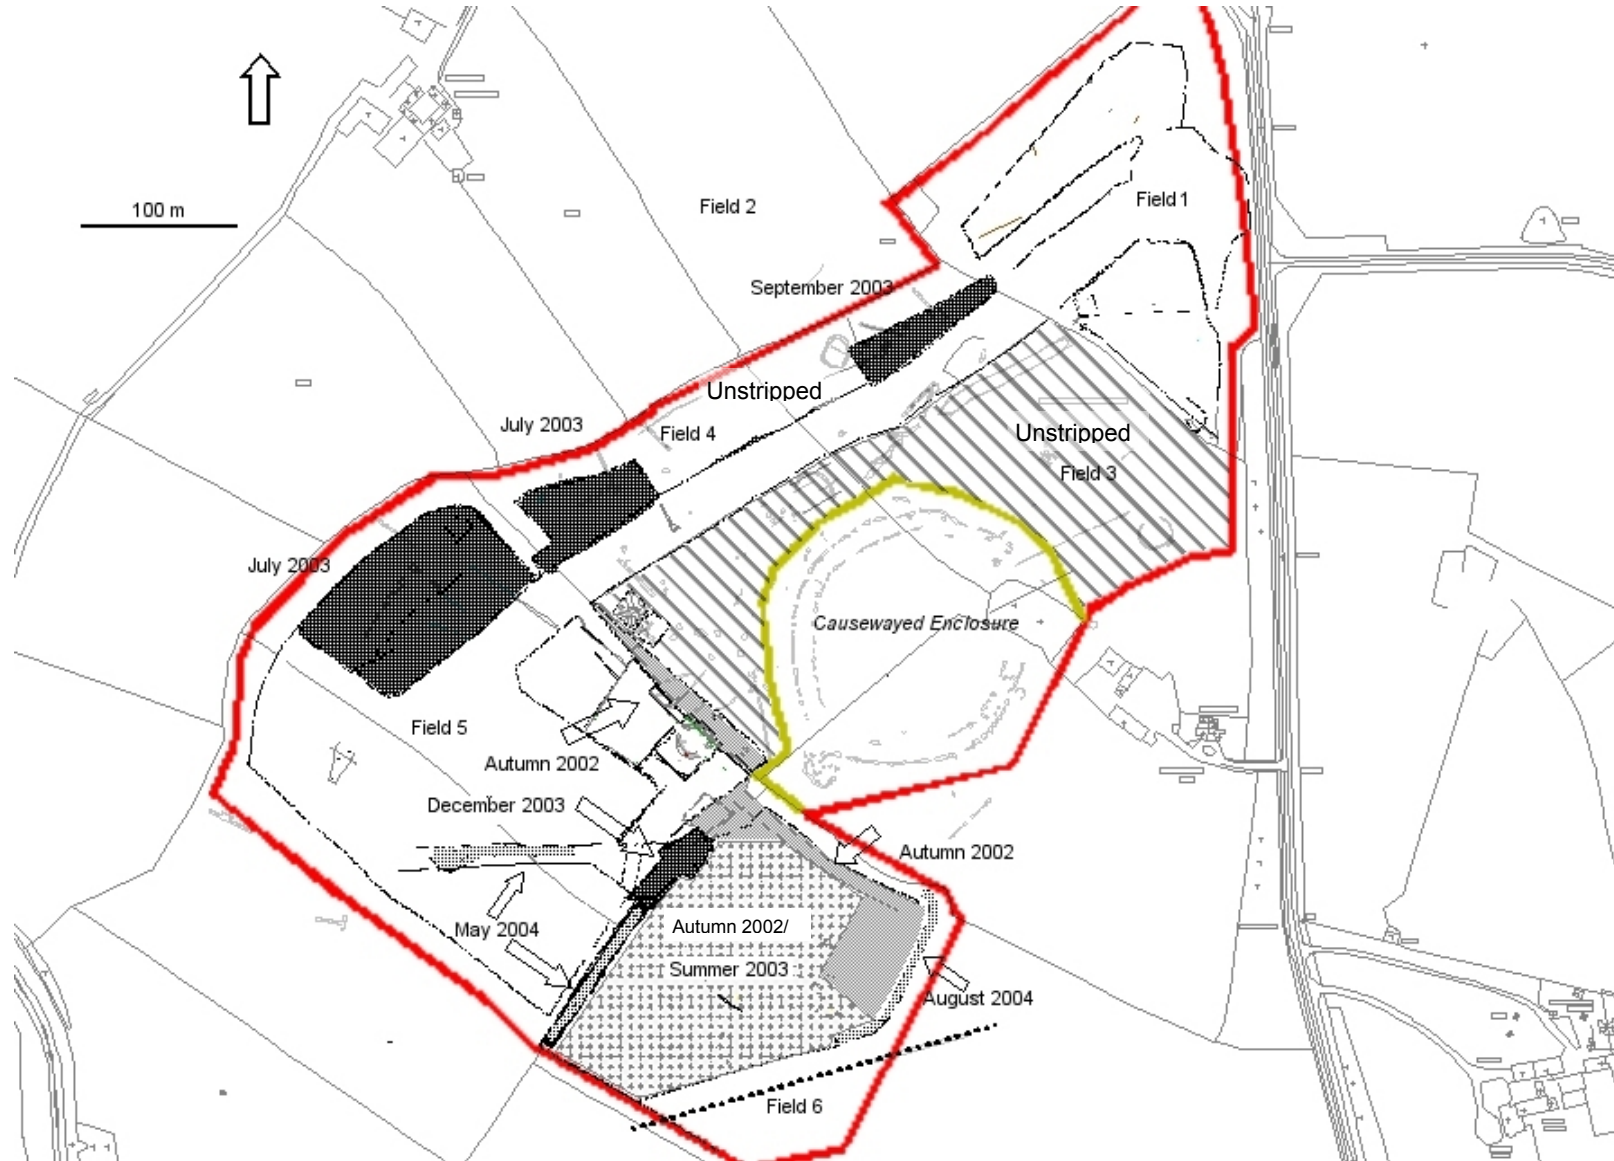 100 m
Field 2
Field 1
September 2003
Unstripped
July 2003
Field 4
Unstripped
Field 3
July 2003
Causewayed Enclosure
Field 5
Autumn 2002
December 2003
Autumn 2002
May 2004
Autumn 2002/
Summer 2003
August 2004
Field 6